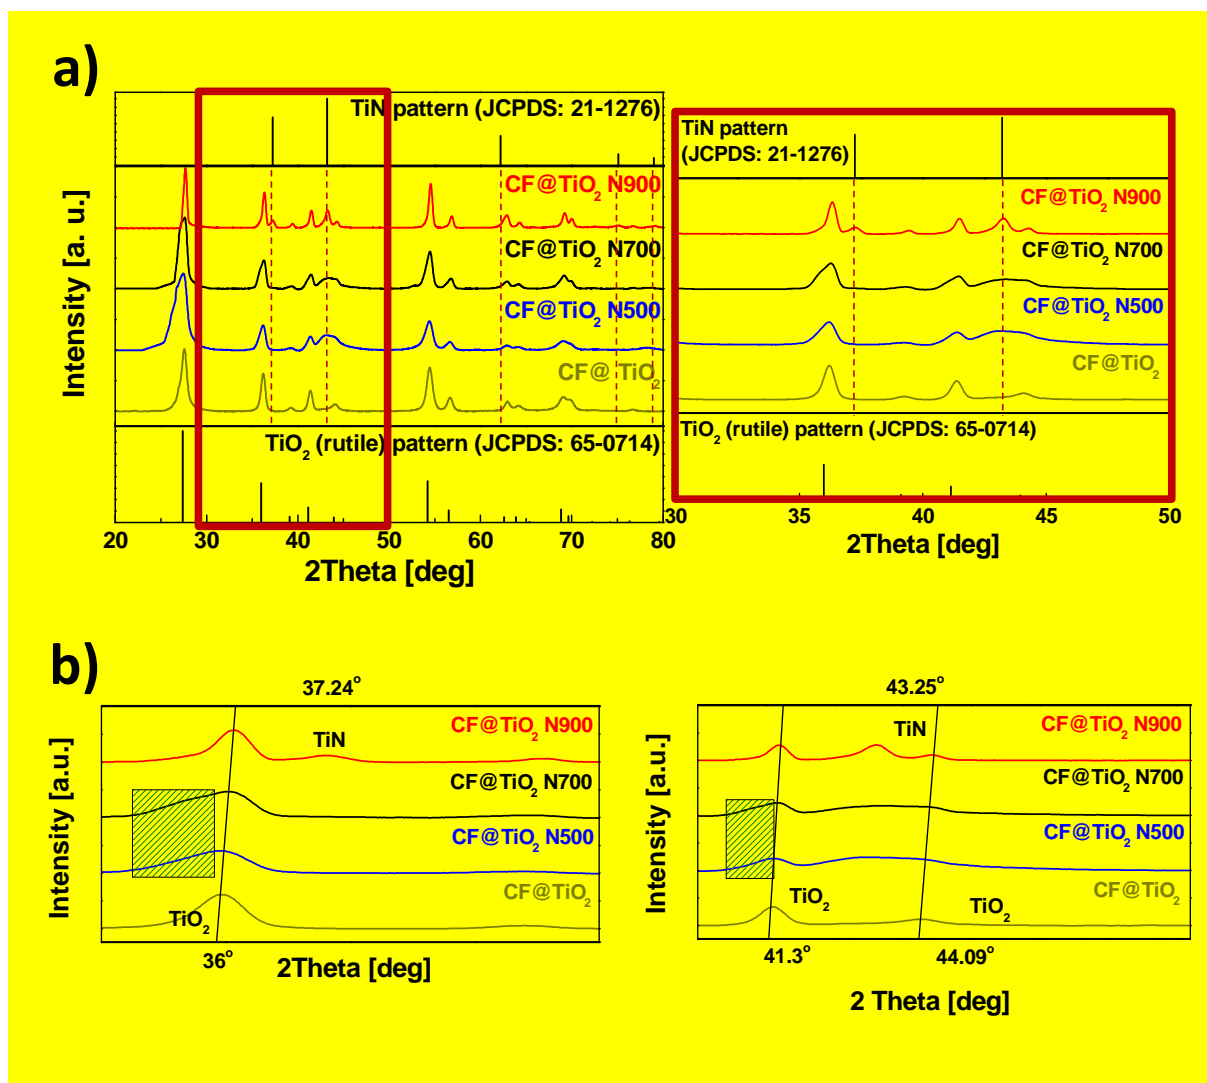 a)
TiN pattern (JCPDS: 21-1276)
CF@TiO2 N900
CF@TiO2 N700
CF@TiO2 N500
CF@ TiO2
TiO2 (rutile) pattern (JCPDS: 65-0714)
Intensity [a. u.]
20 30 40 50 60 70 80
2Theta [deg]
TiN pattern
(JCPDS: 21-1276)
CF@TiO2 N900
CF@TiO2 N700
CF@TiO2 N500
CF@TiO2
TiO2 (rutile) pattern (JCPDS: 65-0714)
30 35 40 45 50
2Theta [deg]
b)
37.24o
CF@TiO2 N900
TiN
CF@TiO2 N700
CF@TiO2 N500
CF@TiO2
TiO2
Intensity [a.u.]
36o
2Theta [deg]
43.25o
TiN
CF@TiO2 N900
CF@TiO2 N700
CF@TiO2 N500
CF@TiO2
TiO2
TiO2
Intensity [a.u.]
41.3o
44.09o
2 Theta [deg]